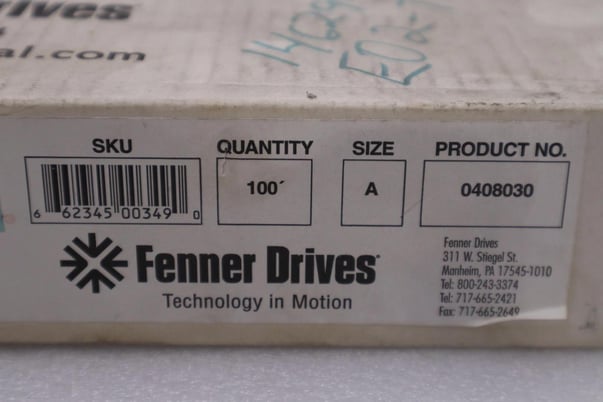 Drives
al.com
SKU QUANTITY SIZE PRODUCT NO.
6 62345 00349 0
100´ A 0408030
Fenner Drives
Technology in Motion
Fenner Drives
311 W. Stiegel St.
Manheim, PA 17545-1010
Tel: 800-243-3374
Tel: 717-665-2421
Fax: 717-665-2649